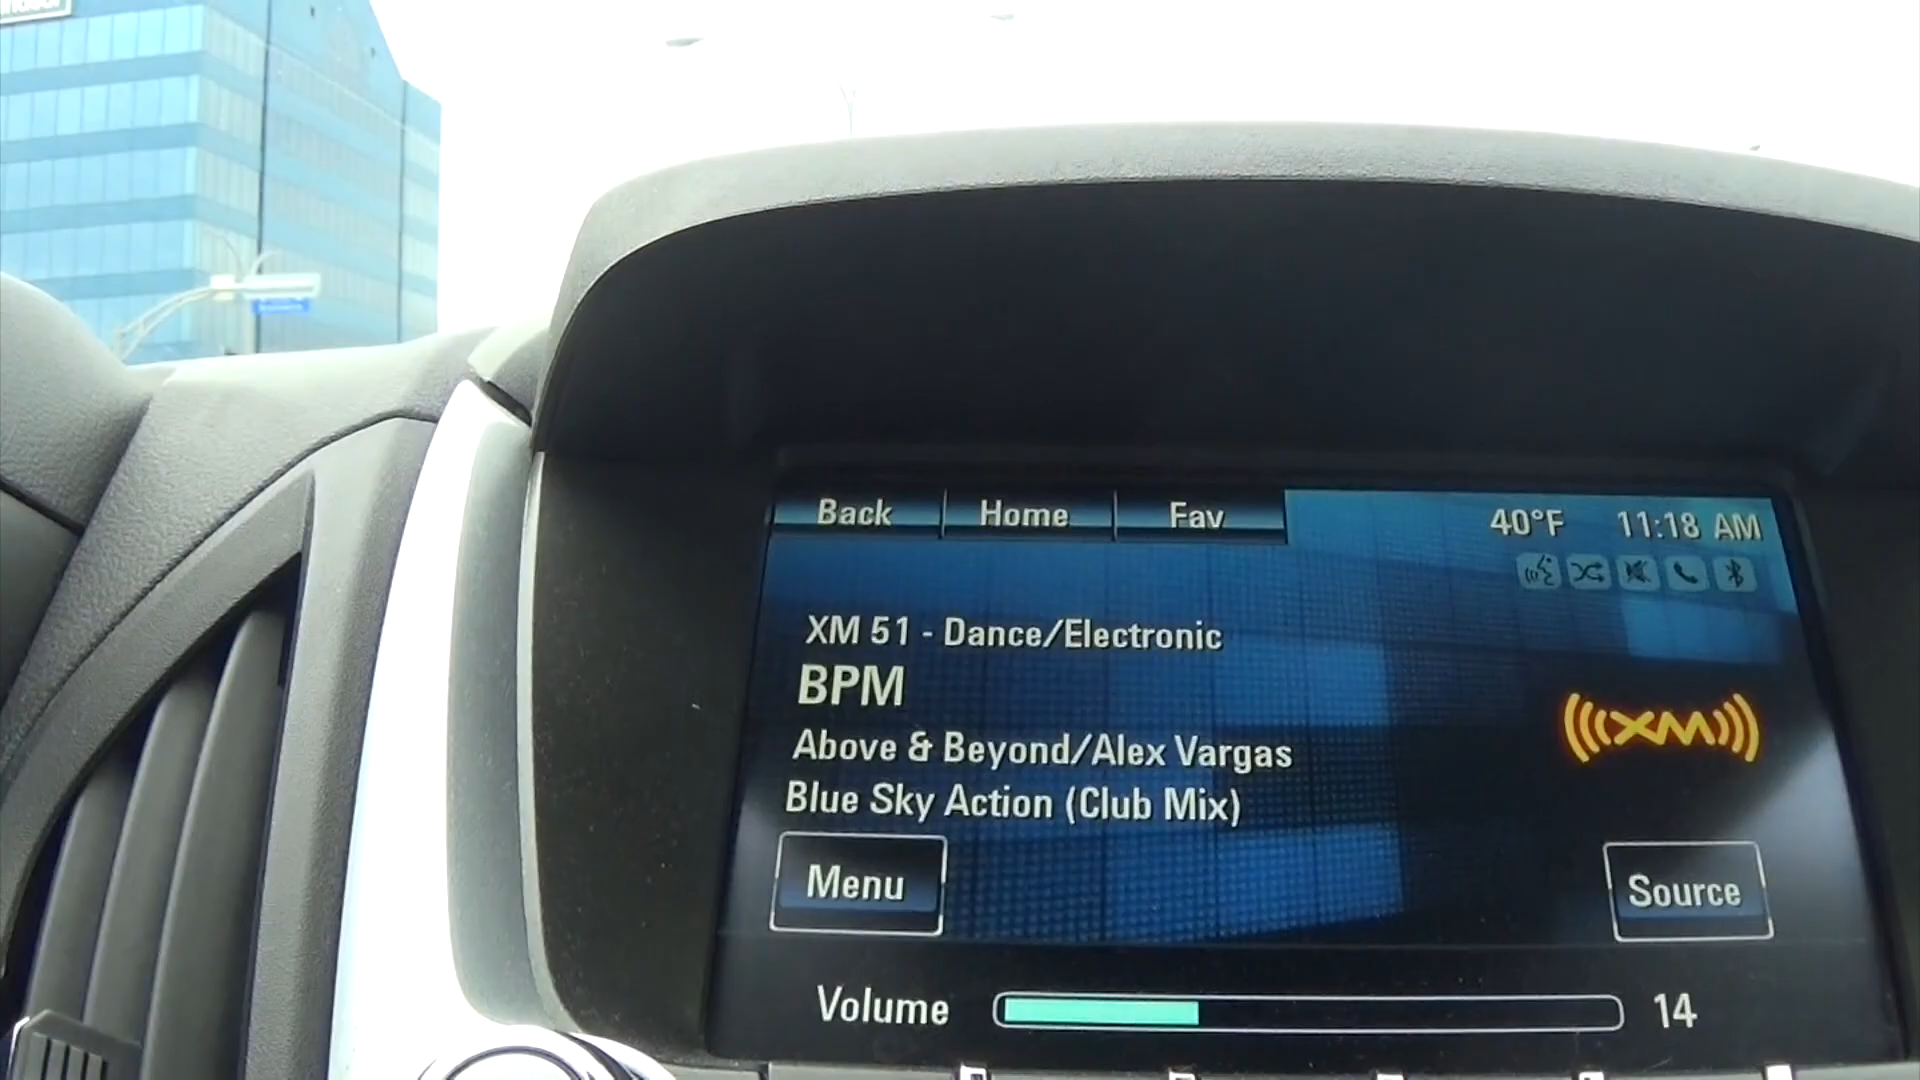 Back Home Fav 40°F 11:18 AM
XM 51 - Dance/Electronic
BPM
XM
Above & Beyond/Alex Vargas
Blue Sky Action (Club Mix)
Menu Source
Volume 14